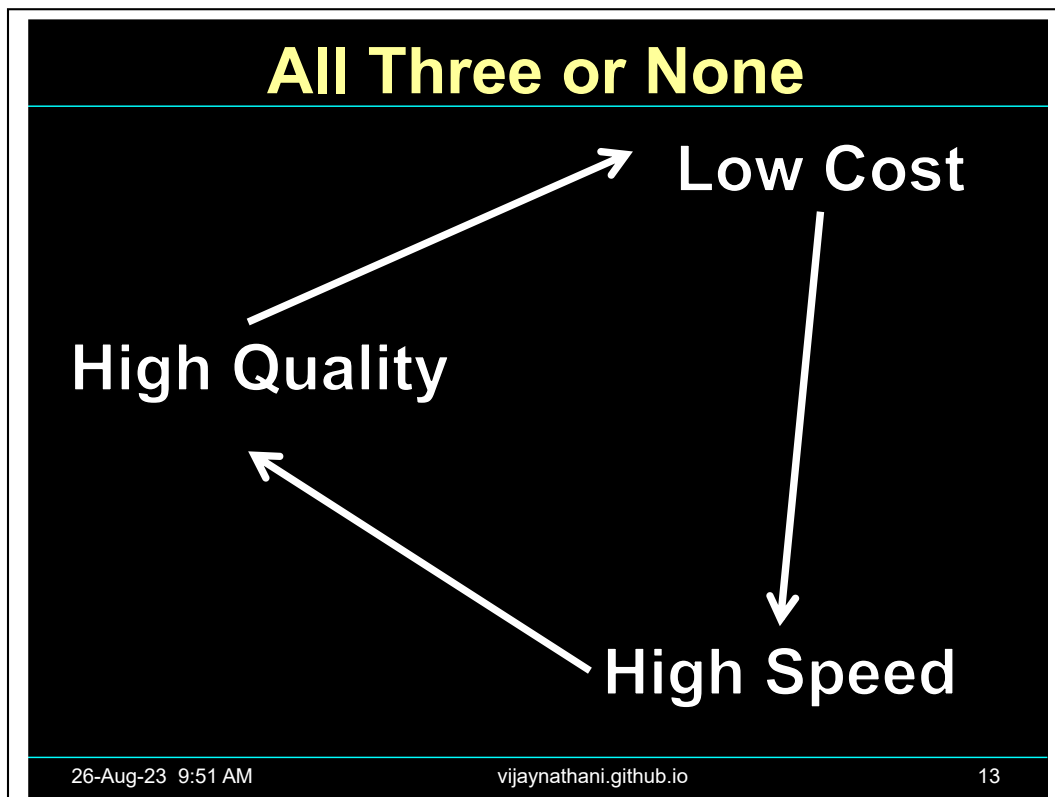 All Three or None
Low Cost
High Quality
High Speed
26-Aug-23 9:51 AM
vijaynathani.github.io
13